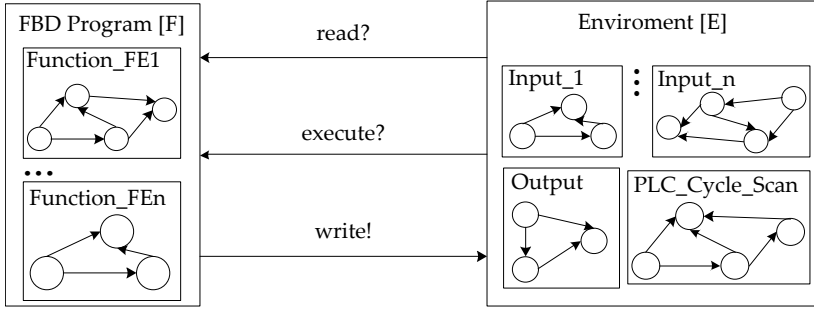 FBD Program [F]
Function_FE1
...
Function_FEn
read?
execute?
write!
Enviroment [E]
Input_1
Input_n
Output
PLC_Cycle_Scan